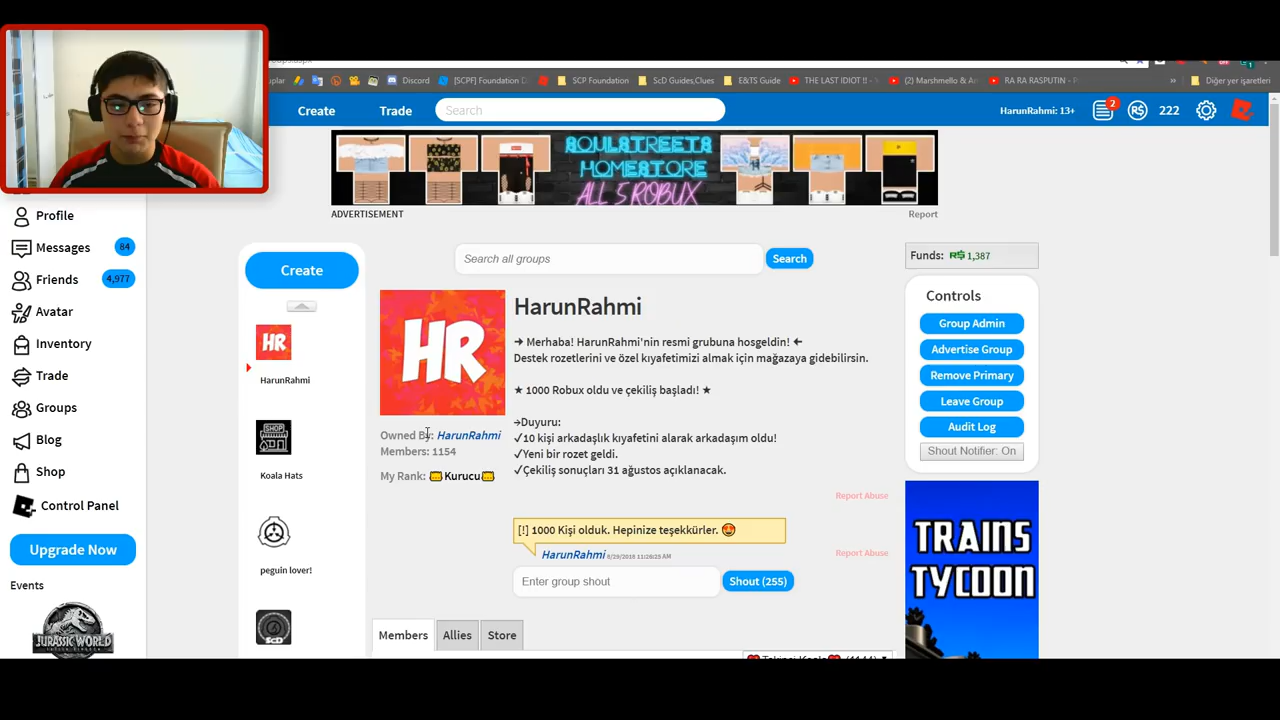 Discord
[SCPF] Foundation D
SCP Foundation
ScD Guides,Clues
E&TS Guide
THE LAST IDIOT !! -
(2) Marshmello & A
RA RA RASPUTIN -
»
Diğer yer işaretleri
Create
Trade
Search
HarunRahmi: 13+
2
R$
222
SOULSTREETS
HOMESTORE
ALL 5 ROBUX
ADVERTISEMENT
Report
Profile
Messages
84
Friends
4,977
Avatar
Inventory
Trade
Groups
Blog
Shop
Control Panel
Upgrade Now
Events
JURASSIC WORLD
Create
HR
HarunRahmi
SHOP
Koala Hats
peguin lover!
ScD
Search all groups
Search
HR
HarunRahmi
→ Merhaba! HarunRahmi'nin resmi grubuna hosgeldin! ←
Destek rozetlerini ve özel kıyafetimizi almak için mağazaya gidebilirsin.
★ 1000 Robux oldu ve çekiliş başladı! ★
→Duyuru:
✓10 kişi arkadaşlık kıyafetini alarak arkadaşım oldu!
✓Yeni bir rozet geldi.
✓Çekiliş sonuçları 31 ağustos açıklanacak.
Owned By: HarunRahmi
Members: 1154
My Rank: Kurucu
Report Abuse
[!] 1000 Kişi olduk. Hepinize teşekkürler. 🤩
HarunRahmi
Report Abuse
Enter group shout
Shout (255)
Members
Allies
Store
Funds: R$ 1,387
Controls
Group Admin
Advertise Group
Remove Primary
Leave Group
Audit Log
Shout Notifier: On
TRAINS
TYCOON